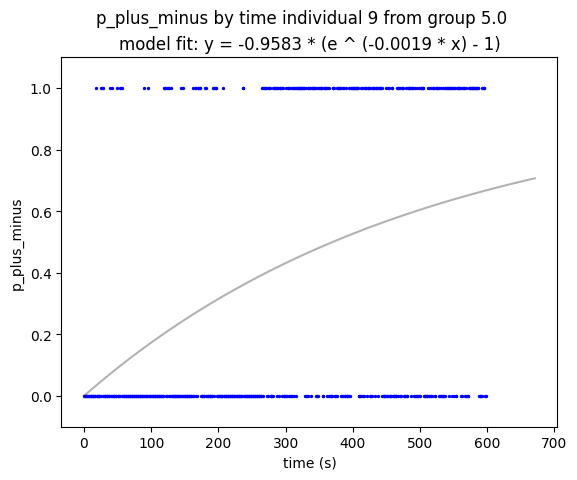 p_plus_minus by time individual 9 from group 5.0
model fit: y = -0.9583 * (e ^ (-0.0019 * x) - 1)
1.0
0.8
0.6
0.4
0.2
0.0
p_plus_minus
0 100 200 300 400 500 600 700
time (s)